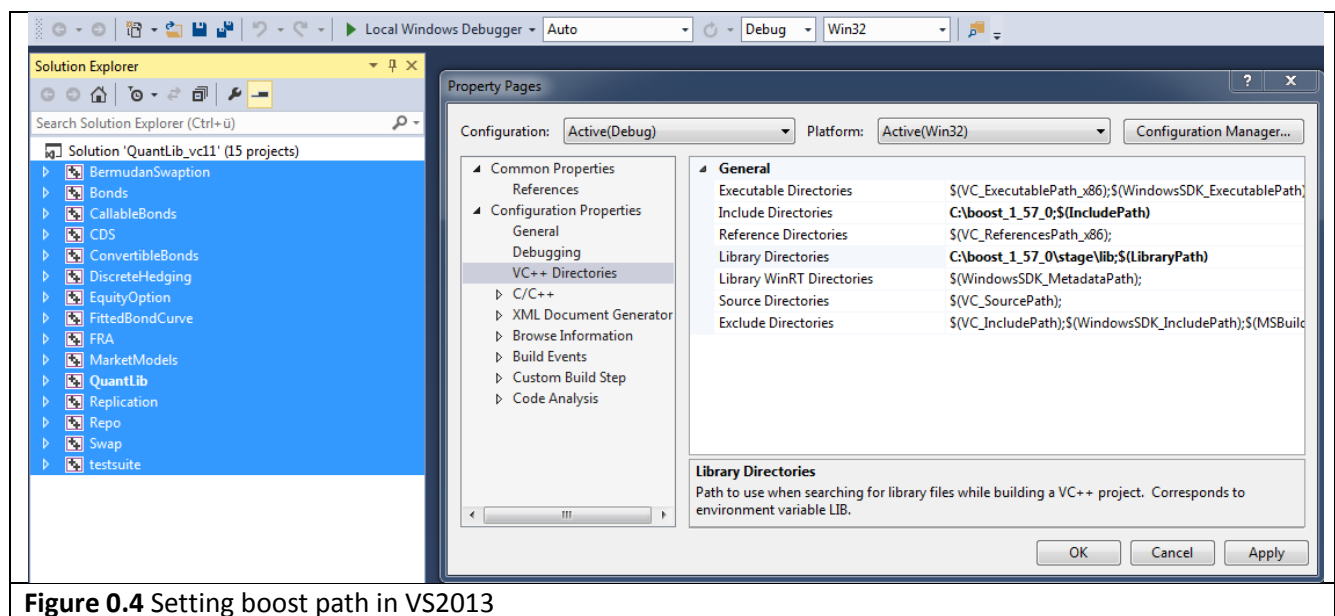 Local Windows Debugger Auto Debug Win32
Solution Explorer
Search Solution Explorer (Ctrl+ü)
Solution 'QuantLib_vc11' (15 projects)
BermudanSwaption
Bonds
CallableBonds
CDS
ConvertibleBonds
DiscreteHedging
EquityOption
FittedBondCurve
FRA
MarketModels
QuantLib
Replication
Repo
Swap
testsuite
Property Pages
Configuration: Active(Debug) Platform: Active(Win32) Configuration Manager...
Common Properties
References
Configuration Properties
General
Debugging
VC++ Directories
C/C++
XML Document Generator
Browse Information
Build Events
Custom Build Step
Code Analysis
General
Executable Directories $(VC_ExecutablePath_x86);$(WindowsSDK_ExecutablePath)
Include Directories C:\boost_1_57_0;$(IncludePath)
Reference Directories $(VC_ReferencesPath_x86);
Library Directories C:\boost_1_57_0\stage\lib;$(LibraryPath)
Library WinRT Directories $(WindowsSDK_MetadataPath);
Source Directories $(VC_SourcePath);
Exclude Directories $(VC_IncludePath);$(WindowsSDK_IncludePath);$(MSBuild
Library Directories
Path to use when searching for library files while building a VC++ project. Corresponds to
environment variable LIB.
OK Cancel Apply
Figure 0.4 Setting boost path in VS2013